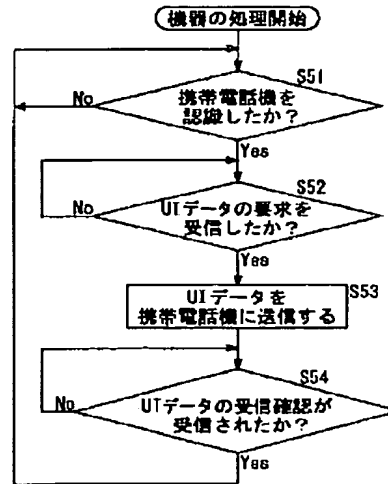 機器の処理開始
S51
携帯電話機を
認識したか?
No
Yes
S52
UIデータの要求を
受信したか?
No
Yes
S53
UIデータを
携帯電話機に送信する
S54
UIデータの受信確認が
受信されたか?
No
Yes